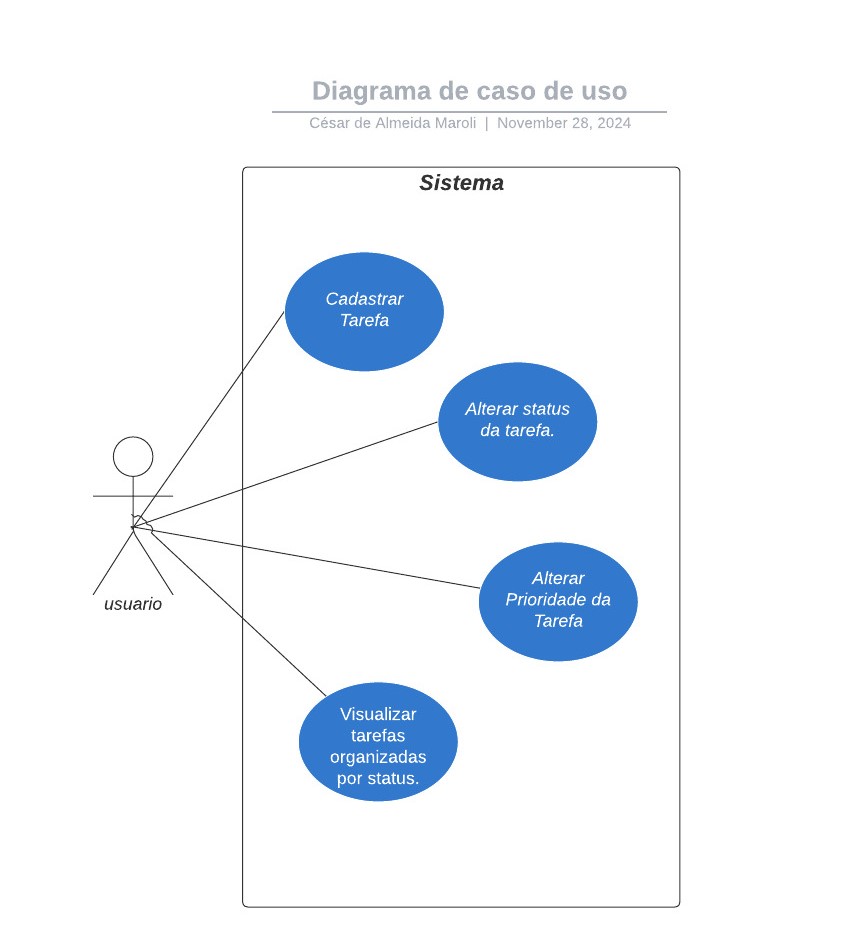 Diagrama de caso de uso
César de Almeida Maroli | November 28, 2024
Sistema
Cadastrar
Tarefa
Alterar status
da tarefa.
Alterar
Prioridade da
Tarefa
usuario
Visualizar
tarefas
organizadas
por status.